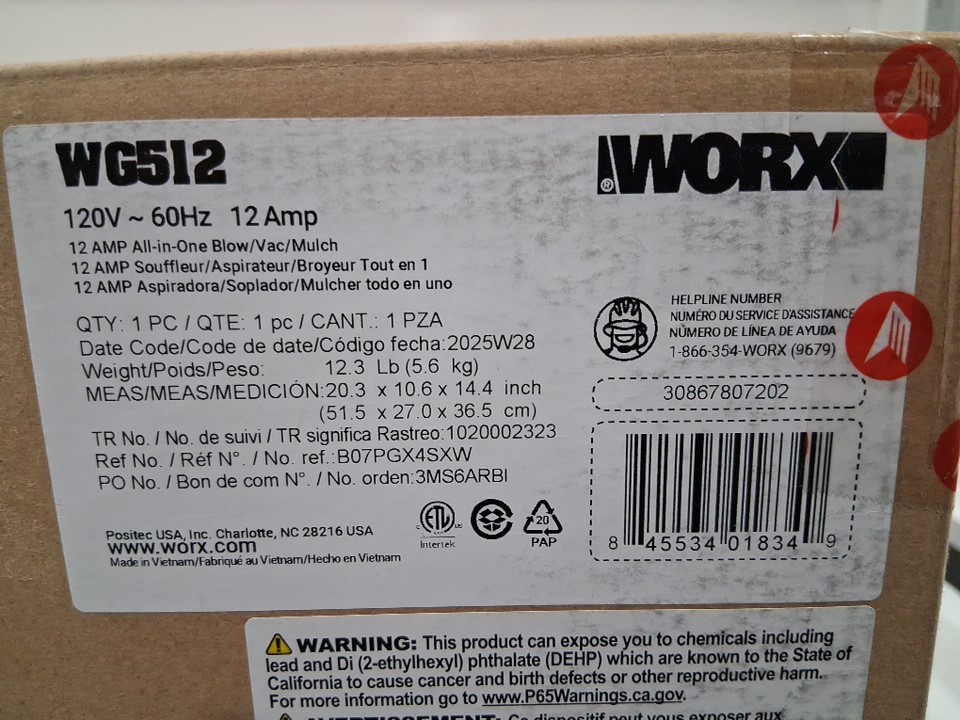 WG512
WORX
®
120V ~ 60Hz 12 Amp
12 AMP All-in-One Blow/Vac/Mulch
12 AMP Souffleur/Aspirateur/Broyeur Tout en 1
12 AMP Aspiradora/Soplador/Mulcher todo en uno
QTY: 1 PC / QTE: 1 pc / CANT.: 1 PZA
Date Code/Code de date/Código fecha:2025W28
Weight/Poids/Peso: 12.3 Lb (5.6 kg)
MEAS/MEAS/MEDICIÓN:20.3 x 10.6 x 14.4 inch
(51.5 x 27.0 x 36.5 cm)
TR No. / No. de suivi / TR significa Rastreo:1020002323
Ref No. / Réf N°. / No. ref.:B07PGX4SXW
PO No. / Bon de com N°. / No. orden:3MS6ARBI
HELPLINE NUMBER
NUMÉRO DU SERVICE D'ASSISTANCE
NÚMERO DE LÍNEA DE AYUDA
1-866-354-WORX (9679)
30867807202
8 45534 01834 9
Positec USA, Inc. Charlotte, NC 28216 USA
www.worx.com
Made in Vietnam/Fabriqué au Vietnam/Hecho en Vietnam
c ETL us
Intertek
20
PAP
WARNING: This product can expose you to chemicals including
lead and Di (2-ethylhexyl) phthalate (DEHP) which are known to the State of
California to cause cancer and birth defects or other reproductive harm.
For more information go to www.P65Warnings.ca.gov.
AVERTISSEMENT: Ce dispositif peut vous exposer aux